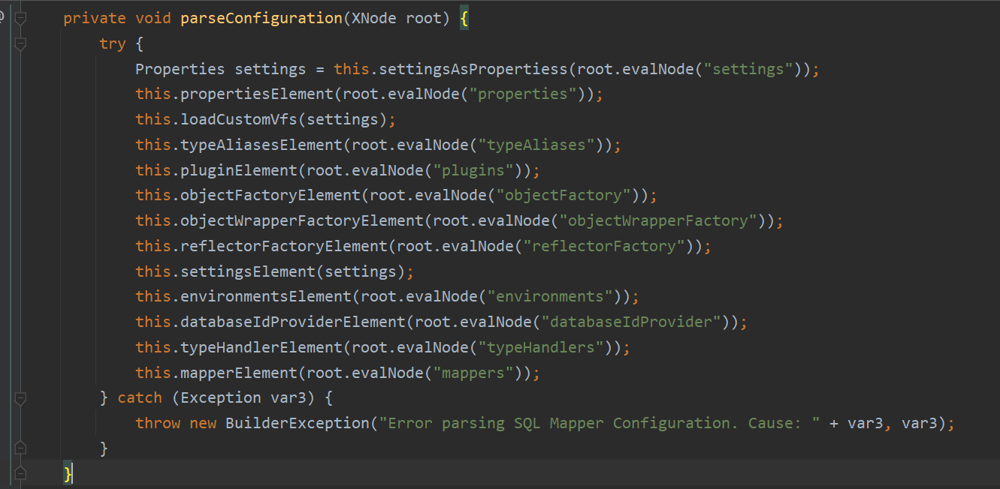 private void parseConfiguration(XNode root) {
try {
Properties settings = this.settingsAsPropertiess(root.evalNode("settings"));
this.propertiesElement(root.evalNode("properties"));
this.loadCustomVfs(settings);
this.typeAliasesElement(root.evalNode("typeAliases"));
this.pluginElement(root.evalNode("plugins"));
this.objectFactoryElement(root.evalNode("objectFactory"));
this.objectWrapperFactoryElement(root.evalNode("objectWrapperFactory"));
this.reflectorFactoryElement(root.evalNode("reflectorFactory"));
this.settingsElement(settings);
this.environmentsElement(root.evalNode("environments"));
this.databaseIdProviderElement(root.evalNode("databaseIdProvider"));
this.typeHandlerElement(root.evalNode("typeHandlers"));
this.mapperElement(root.evalNode("mappers"));
} catch (Exception var3) {
throw new BuilderException("Error parsing SQL Mapper Configuration. Cause: " + var3, var3);
}
}